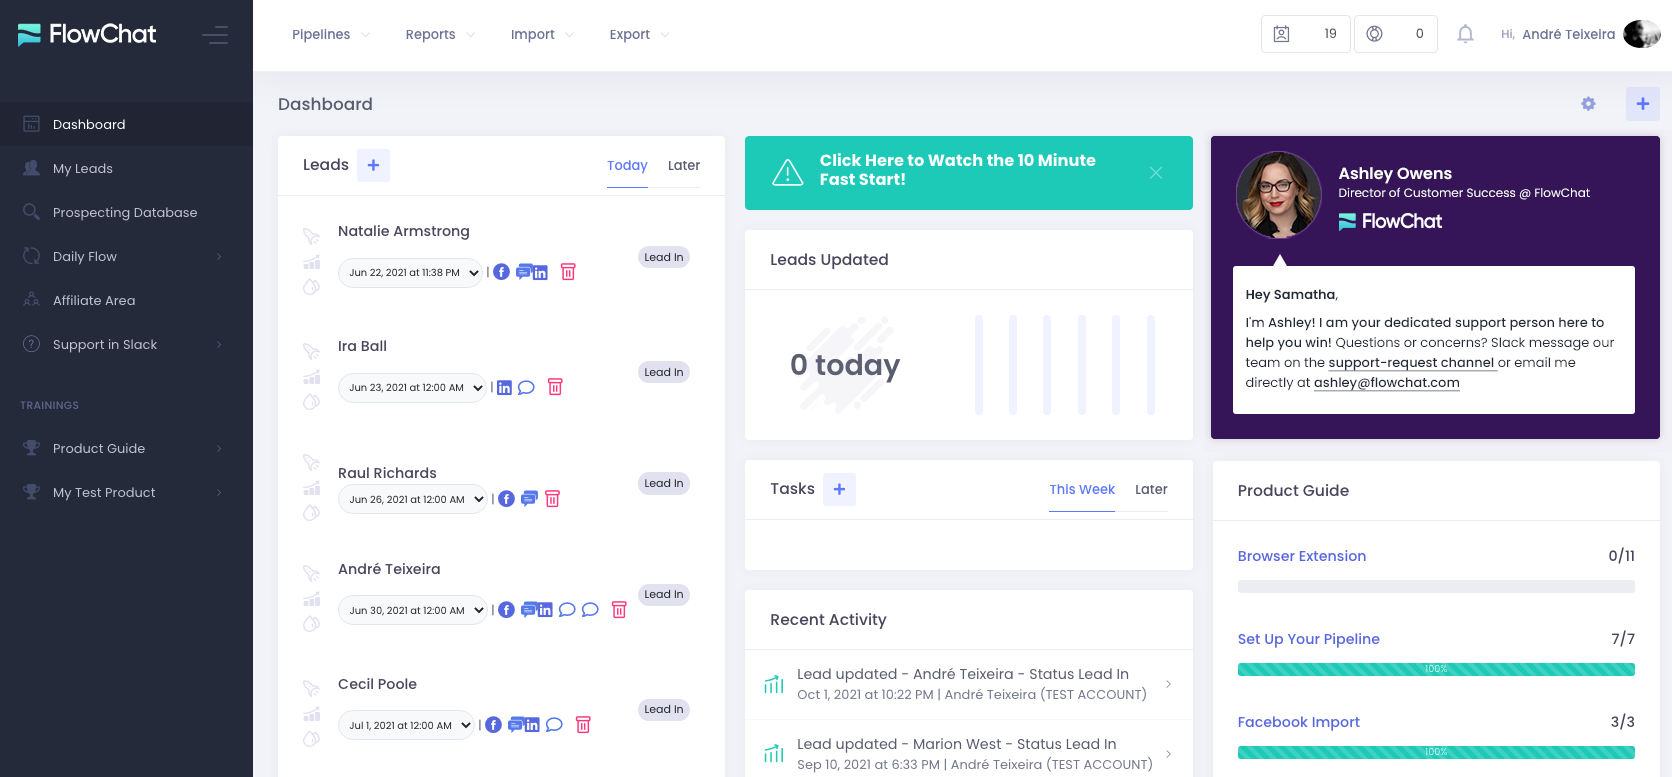 FlowChat
Pipelines
Reports
Import
Export
19
0
Hi, André Teixeira
Dashboard
My Leads
Prospecting Database
Daily Flow
Affiliate Area
Support in Slack
TRAININGS
Product Guide
My Test Product
Dashboard
Leads
Today
Later
Natalie Armstrong
Jun 22, 2021 at 11:38 PM
|
Lead In
Ira Ball
Jun 23, 2021 at 12:00 AM
|
Lead In
Raul Richards
Jun 26, 2021 at 12:00 AM
|
Lead In
André Teixeira
Jun 30, 2021 at 12:00 AM
|
Lead In
Cecil Poole
Jul 1, 2021 at 12:00 AM
|
Lead In
Click Here to Watch the 10 Minute
Fast Start!
Leads Updated
0 today
Tasks
This Week
Later
Recent Activity
Lead updated - André Teixeira - Status Lead In
Oct 1, 2021 at 10:22 PM | André Teixeira (TEST ACCOUNT)
Lead updated - Marion West - Status Lead In
Sep 10, 2021 at 6:33 PM | André Teixeira (TEST ACCOUNT)
Ashley Owens
Director of Customer Success @ FlowChat
FlowChat
Hey Samatha,
I'm Ashley! I am your dedicated support person here to
help you win! Questions or concerns? Slack message our
team on the support-request channel or email me
directly at ashley@flowchat.com
Product Guide
Browser Extension
0/11
Set Up Your Pipeline
7/7
100%
Facebook Import
3/3
100%